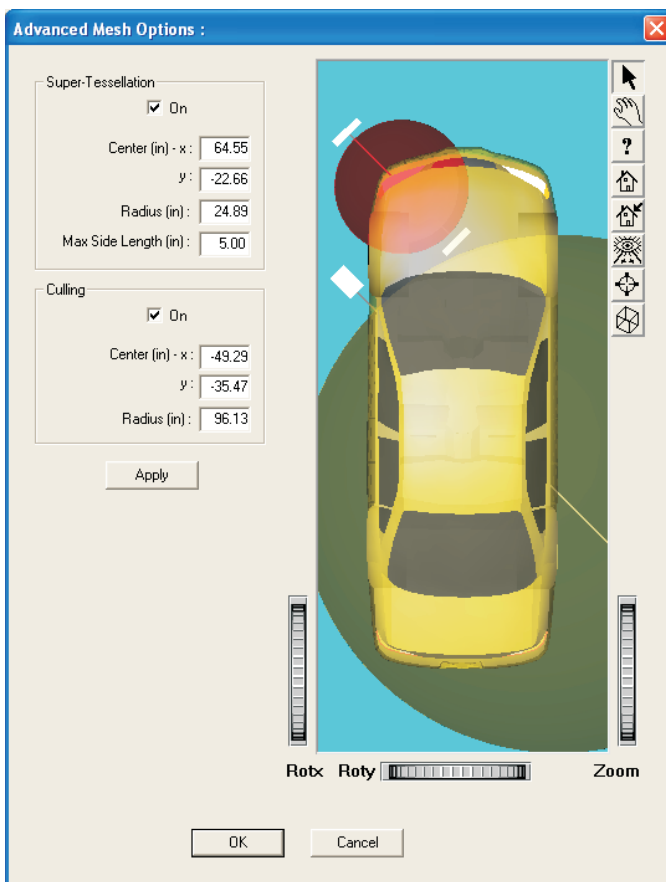 Advanced Mesh Options :
Super-Tessellation
On
Center (in) - x : 64.55
y : -22.66
Radius (in) : 24.89
Max Side Length (in) : 5.00
Culling
On
Center (in) - x : -49.29
y : -35.47
Radius (in) : 96.13
Apply
?
Rotx Roty Zoom
OK Cancel